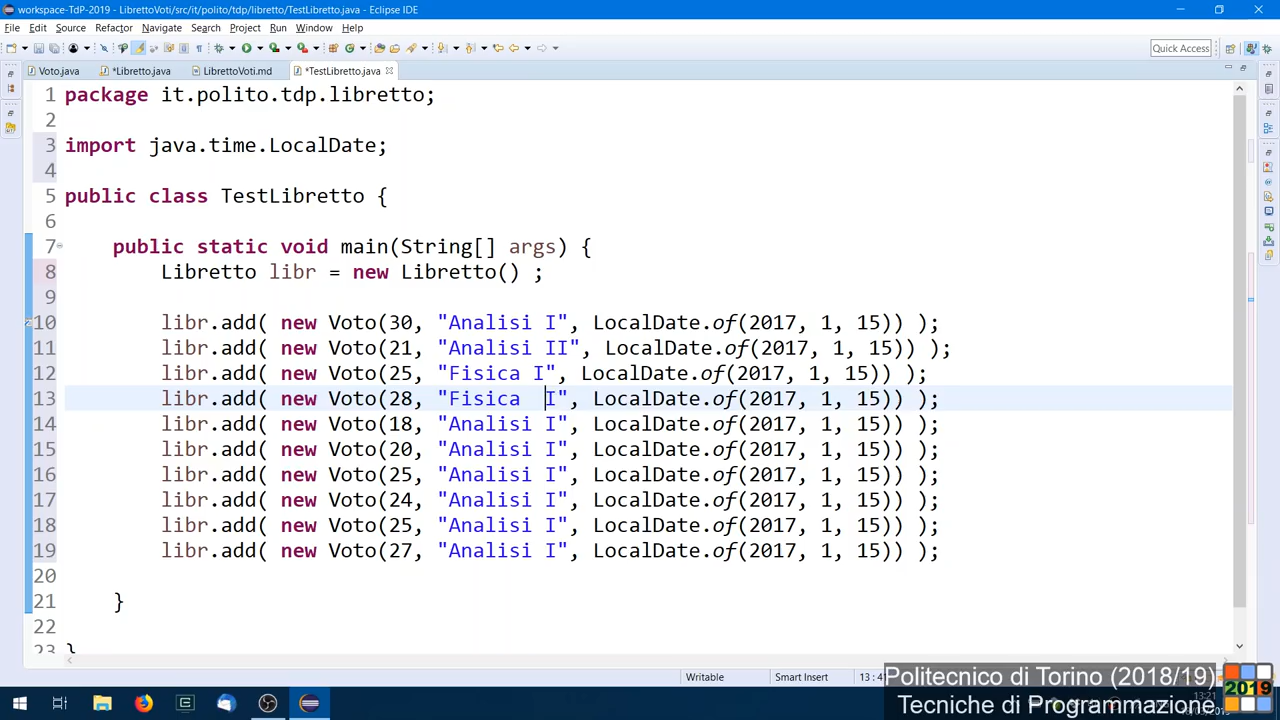 workspace-TdP-2019 - LibrettoVoti/src/it/polito/tdp/libretto/TestLibretto.java - Eclipse IDE
File Edit Source Refactor Navigate Search Project Run Window Help
Quick Access
Voto.java *Libretto.java LibrettoVoti.md *TestLibretto.java
1 package it.polito.tdp.libretto;
2
3 import java.time.LocalDate;
4
5 public class TestLibretto {
6
7 public static void main(String[] args) {
8 Libretto libr = new Libretto() ;
9
10 libr.add( new Voto(30, "Analisi I", LocalDate.of(2017, 1, 15)) );
11 libr.add( new Voto(21, "Analisi II", LocalDate.of(2017, 1, 15)) );
12 libr.add( new Voto(25, "Fisica I", LocalDate.of(2017, 1, 15)) );
13 libr.add( new Voto(28, "Fisica  I", LocalDate.of(2017, 1, 15)) );
14 libr.add( new Voto(18, "Analisi I", LocalDate.of(2017, 1, 15)) );
15 libr.add( new Voto(20, "Analisi I", LocalDate.of(2017, 1, 15)) );
16 libr.add( new Voto(25, "Analisi I", LocalDate.of(2017, 1, 15)) );
17 libr.add( new Voto(24, "Analisi I", LocalDate.of(2017, 1, 15)) );
18 libr.add( new Voto(25, "Analisi I", LocalDate.of(2017, 1, 15)) );
19 libr.add( new Voto(27, "Analisi I", LocalDate.of(2017, 1, 15)) );
20
21 }
22
23 }
Writable Smart Insert 13 : 41
Politecnico di Torino (2018/19)
Tecniche di Programmazione
2019
13:21